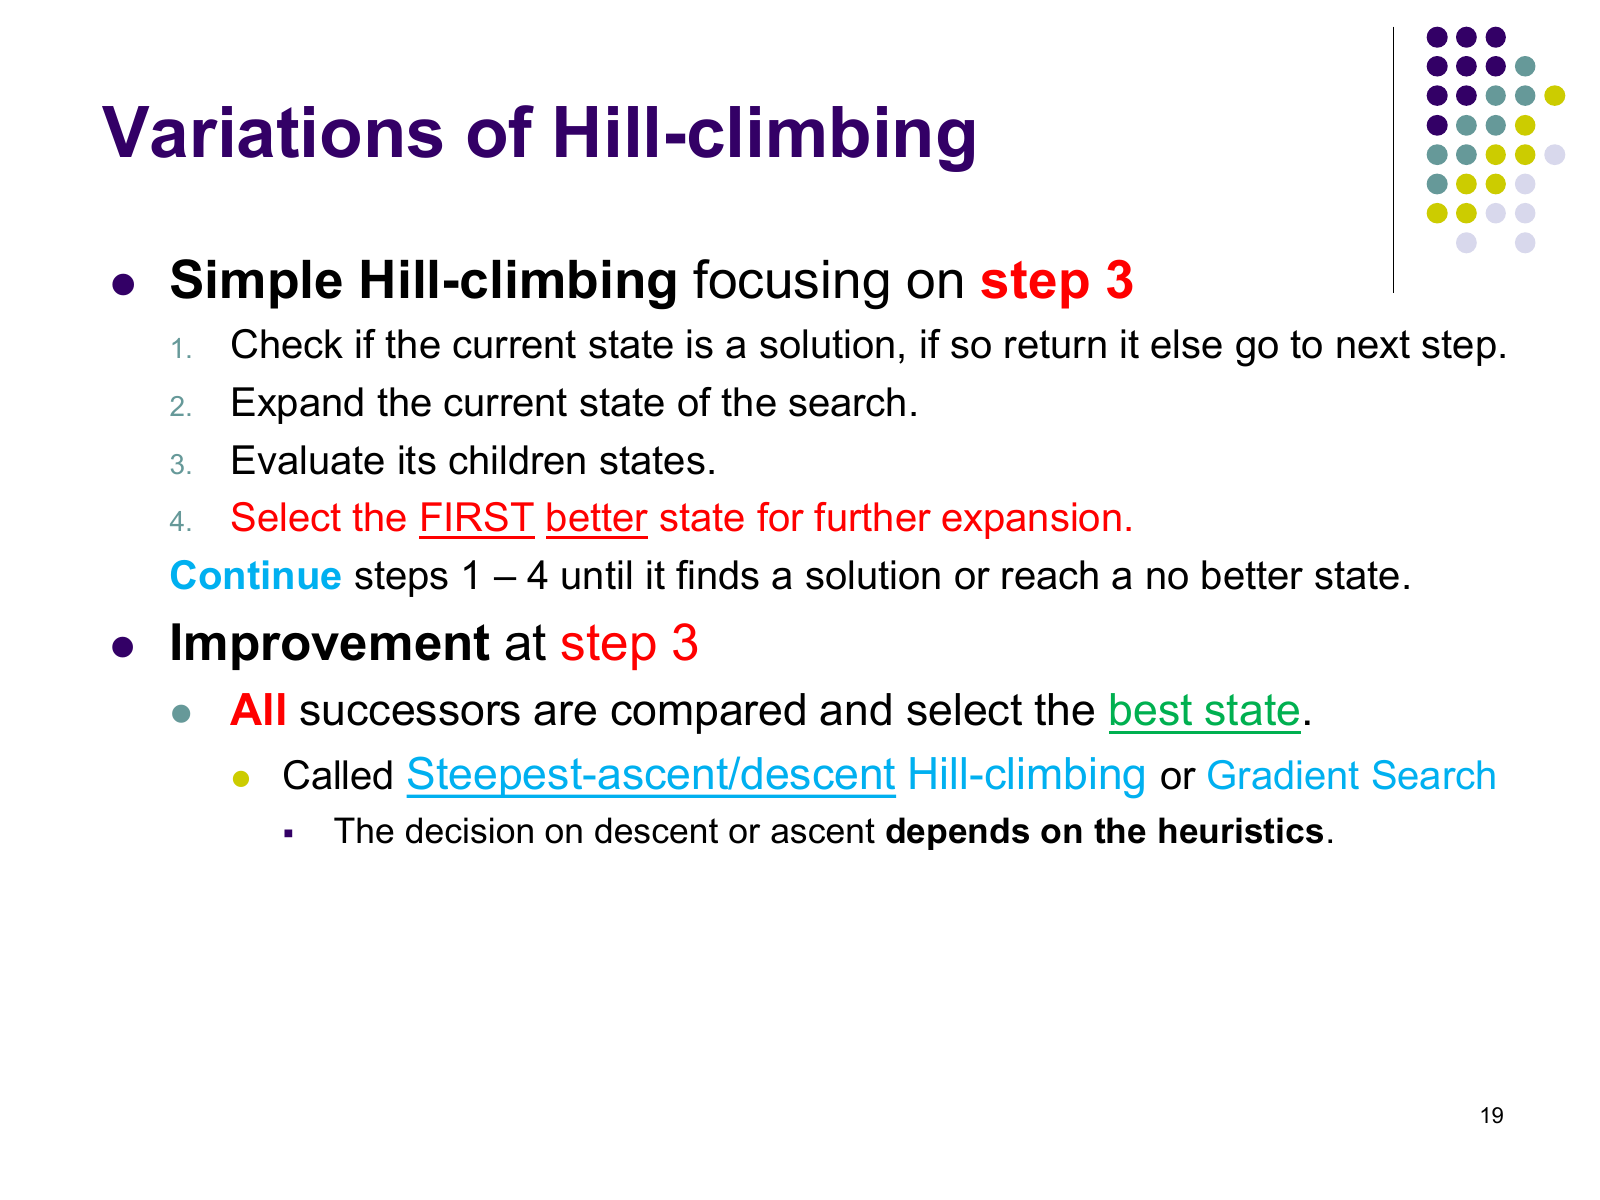 Variations of Hill-climbing
Simple Hill-climbing focusing on step 3
1. Check if the current state is a solution, if so return it else go to next step.
2. Expand the current state of the search.
3. Evaluate its children states.
4. Select the FIRST better state for further expansion.
Continue steps 1 – 4 until it finds a solution or reach a no better state.
Improvement at step 3
All successors are compared and select the best state.
Called Steepest-ascent/descent Hill-climbing or Gradient Search
The decision on descent or ascent depends on the heuristics.
19